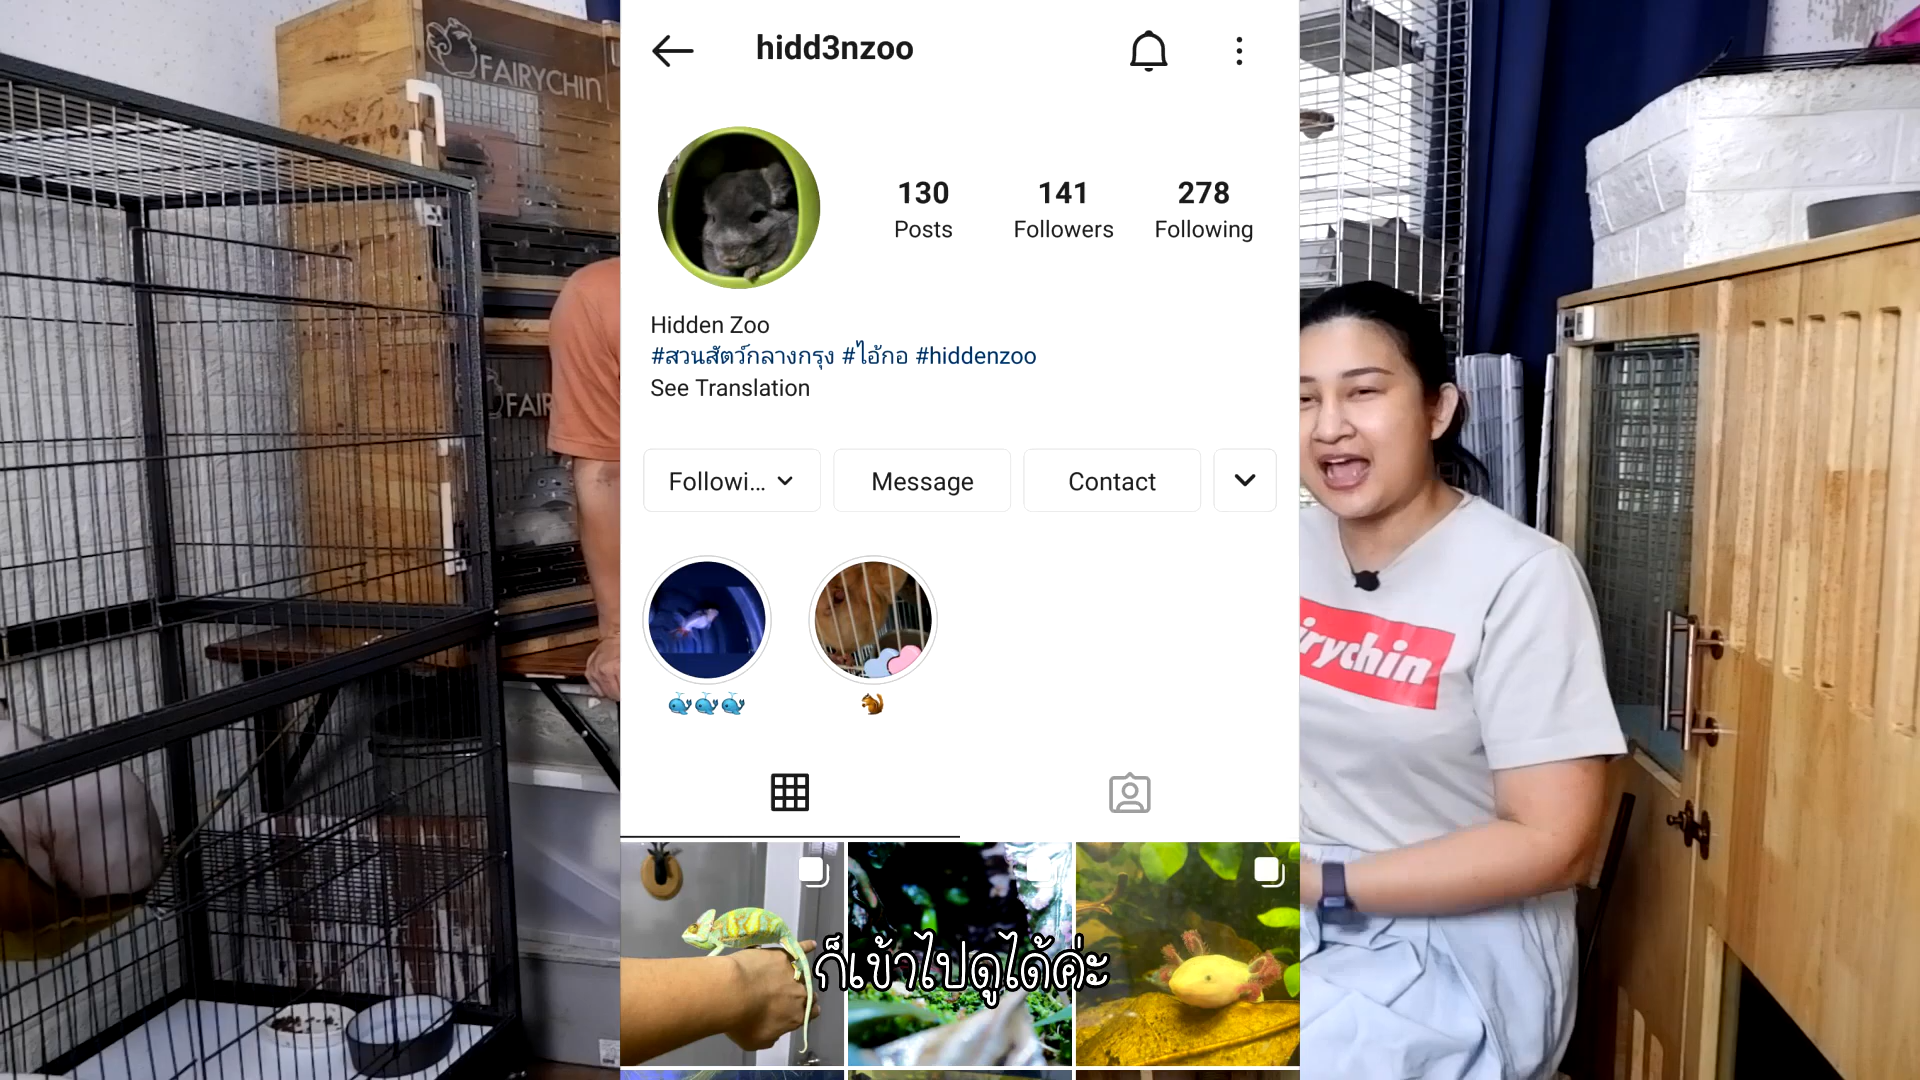 FAIRYCHIN
FAIR
hidd3nzoo
130
141
278
Posts
Followers
Following
Hidden Zoo
#สวนสัตว์กลางกรุง #ไอ้กอ #hiddenzoo
See Translation
Followi...
Message
Contact
irychin
ก็เข้าไปดูได้ค่ะ